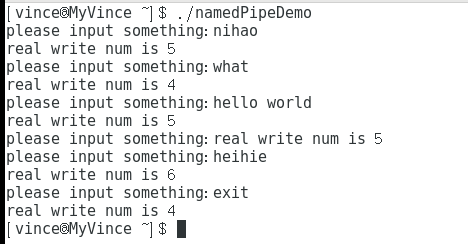 [vince@MyVince ~]$ ./namedPipeDemo
please input something:nihao
real write num is 5
please input something:what
real write num is 4
please input something:hello world
real write num is 5
please input something:real write num is 5
please input something:heihie
real write num is 6
please input something:exit
real write num is 4
[vince@MyVince ~]$